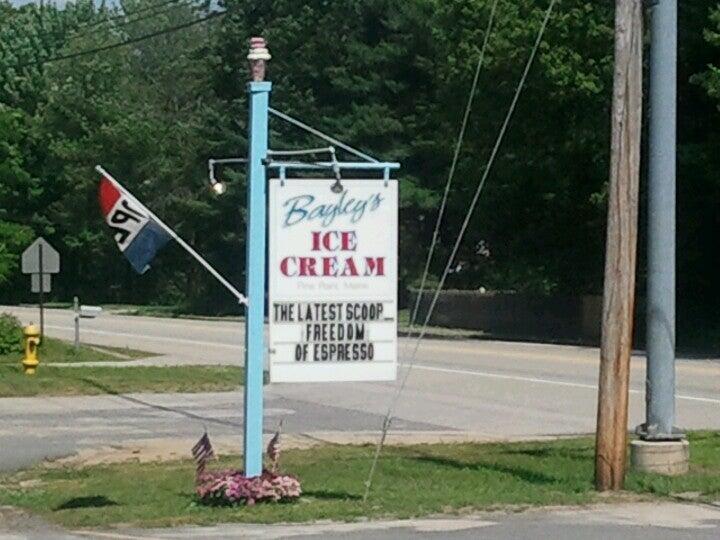 Bayley's
ICE
CREAM
Pine Point, Maine
THE LATEST SCOOP...
FREEDOM
OF ESPRESSO